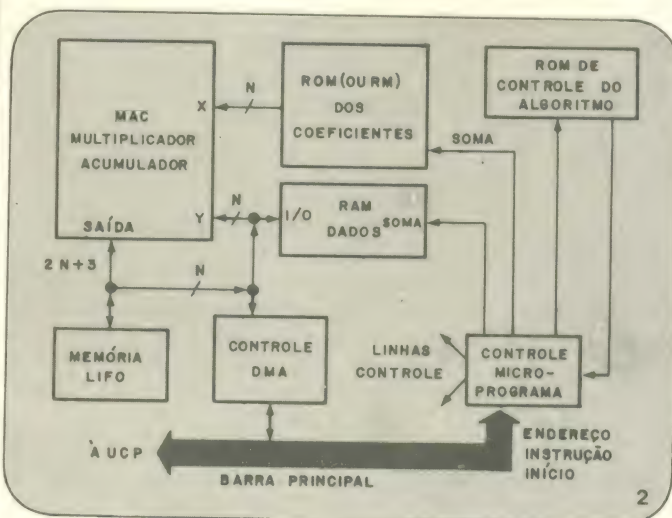 MAC
MULTIPLICADOR
ACUMULADOR
X
Y
SAÍDA
2N+3
N
ROM (OU RM)
DOS
COEFICIENTES
ROM DE
CONTROLE DO
ALGORITMO
SOMA
N
I/O
RAM
DADOS
SOMA
N
MEMÓRIA
LIFO
CONTROLE
DMA
LINHAS
CONTROLE
CONTROLE
MICRO-
PROGRAMA
À UCP
BARRA PRINCIPAL
ENDEREÇO
INSTRUÇÃO
INÍCIO
2